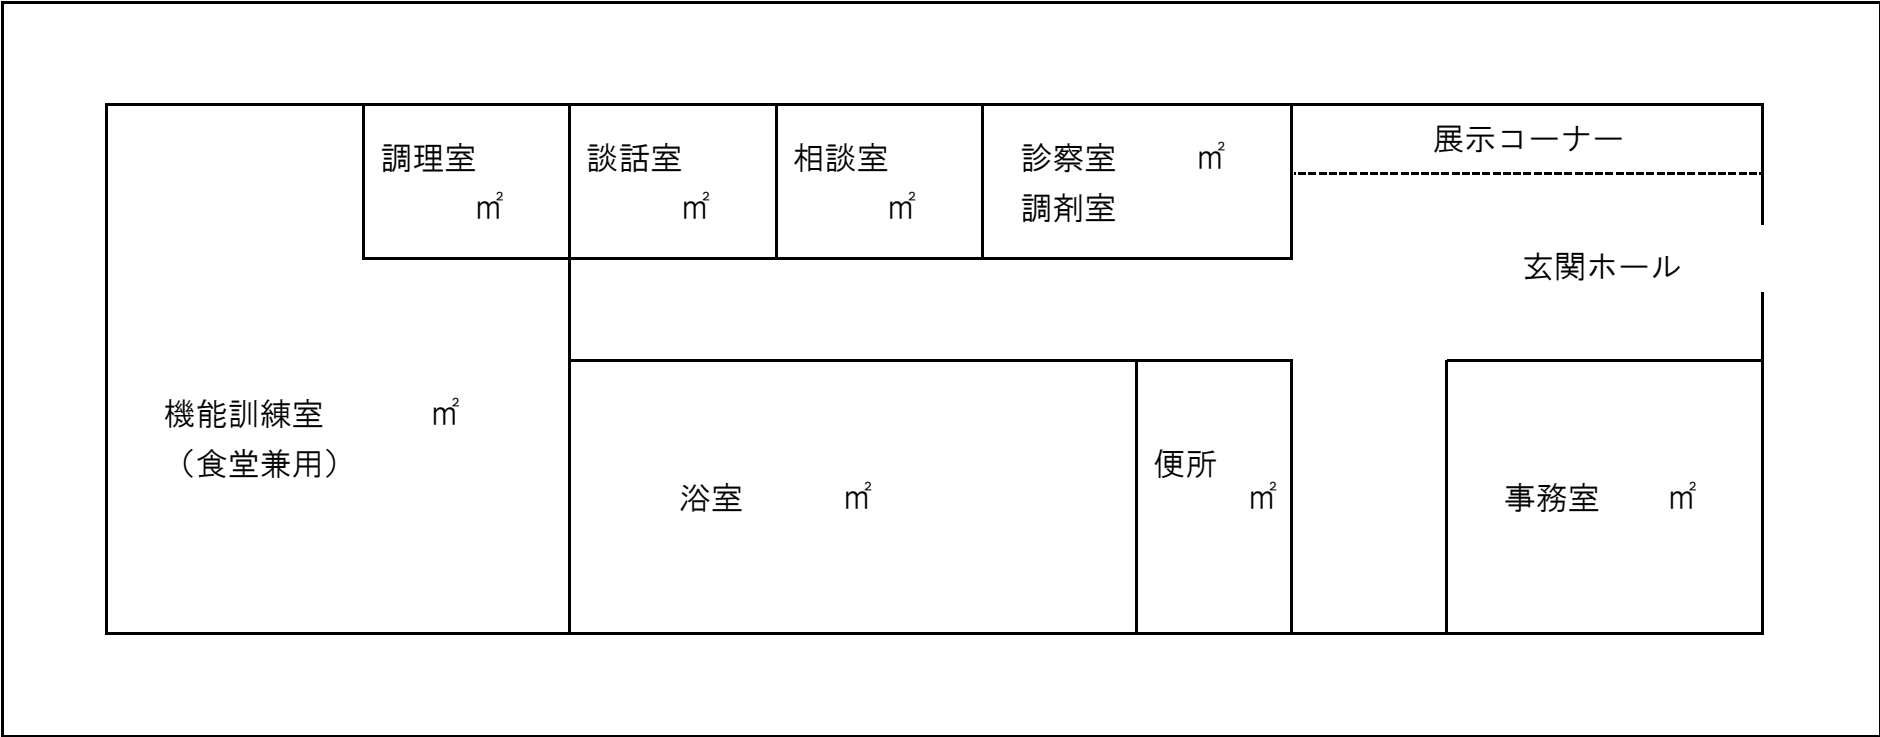 展示コーナー
調理室
㎡
談話室
㎡
相談室
㎡
診察室 ㎡
調剤室
玄関ホール
機能訓練室 ㎡
（食堂兼用）
浴室 ㎡
便所
㎡
事務室 ㎡